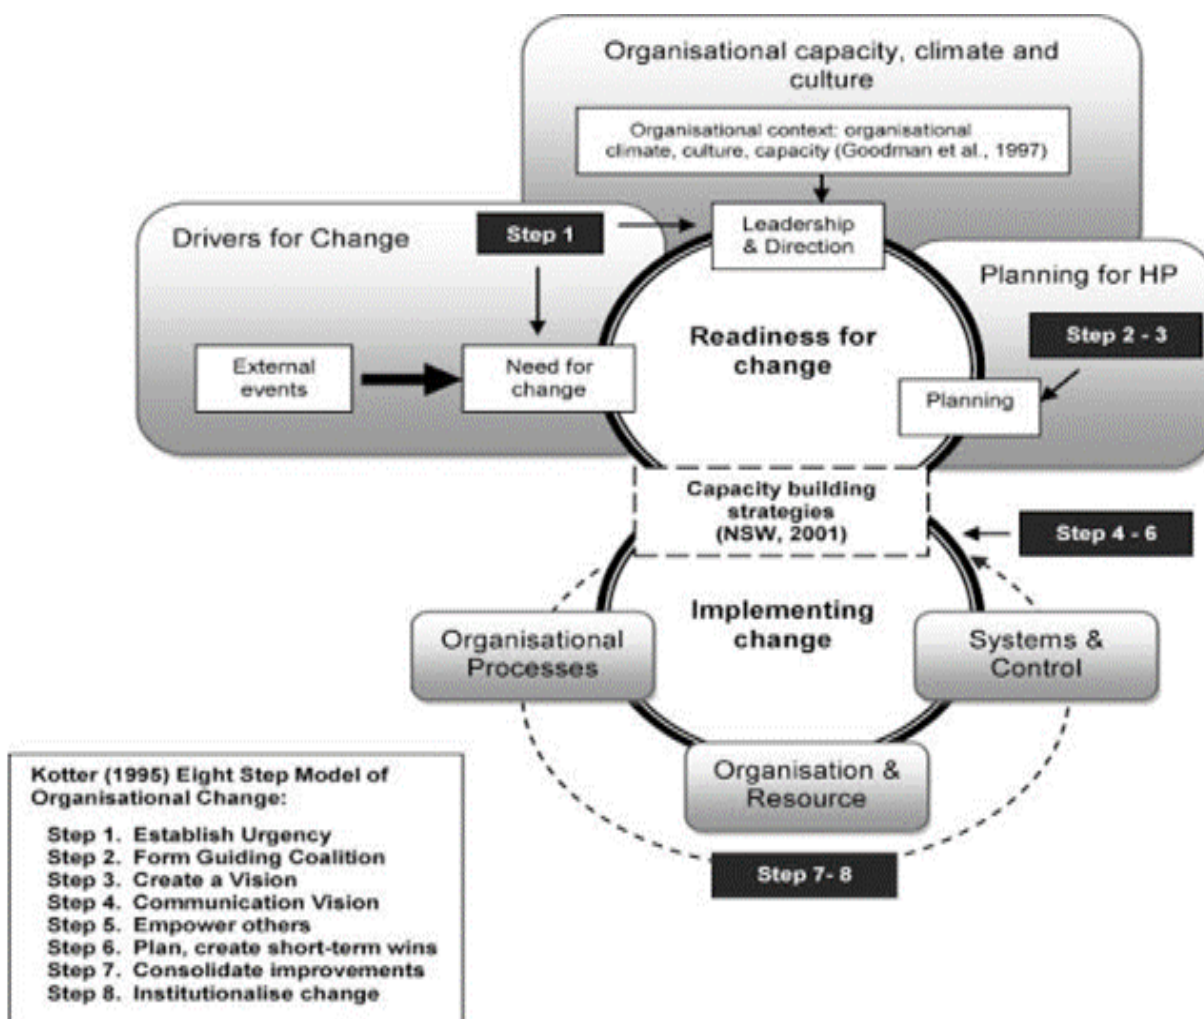 Organisational capacity, climate and
culture
Organisational context: organisational
climate, culture, capacity (Goodman et al., 1997)
Drivers for Change
Step 1
Leadership
& Direction
Planning for HP
Step 2 - 3
Readiness for
change
External
events
Need for
change
Planning
Capacity building
strategies
(NSW, 2001)
Step 4 - 6
Implementing
change
Organisational
Processes
Systems &
Control
Organisation &
Resource
Step 7- 8
Kotter (1995) Eight Step Model of
Organisational Change:
Step 1. Establish Urgency
Step 2. Form Guiding Coalition
Step 3. Create a Vision
Step 4. Communication Vision
Step 5. Empower others
Step 6. Plan, create short-term wins
Step 7. Consolidate improvements
Step 8. Institutionalise change